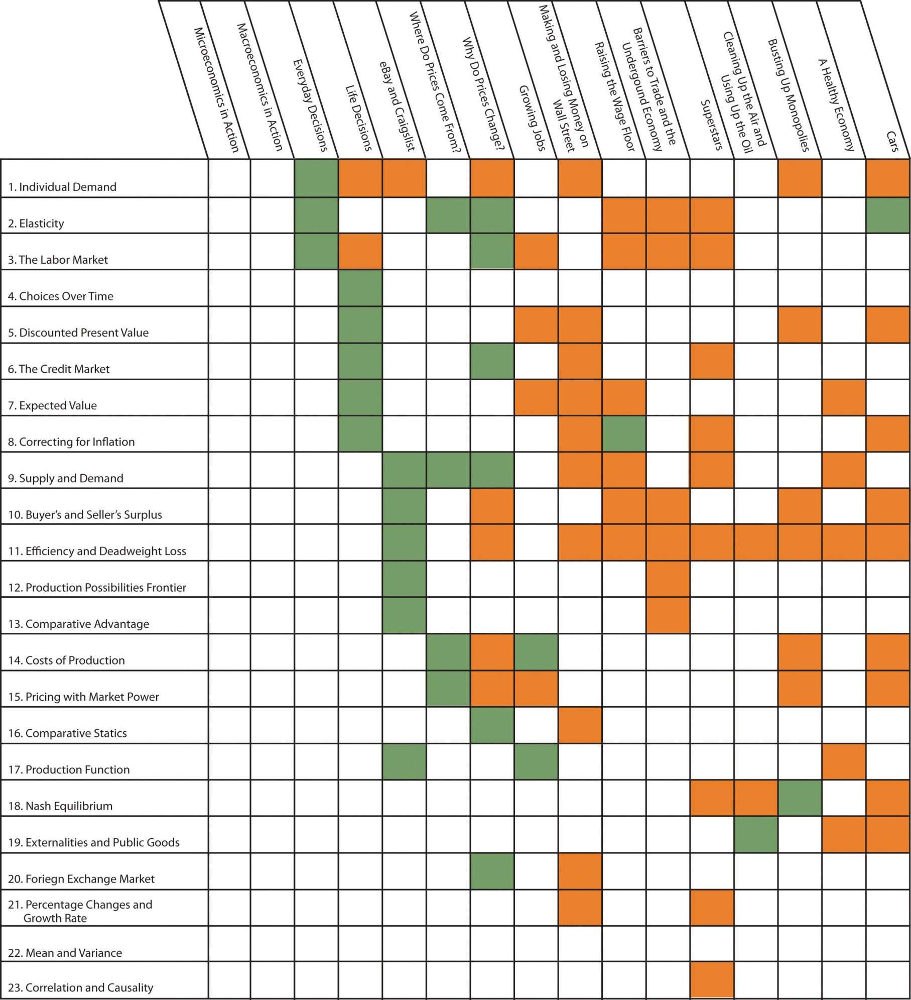 Microeconomics in Action
Macroeconomics in Action
Everyday Decisions
Life Decisions
eBay and Craigslist
Where Do Prices Come From?
Why Do Prices Change?
Growing Jobs
Making and Losing Money on
Wall Street
Raising the Wage Floor
Barriers to Trade and the
Undergound Economy
Superstars
Cleaning Up the Air and
Using Up the Oil
Busting Up Monopolies
A Healthy Economy
Cars
1. Individual Demand
2. Elasticity
3. The Labor Market
4. Choices Over Time
5. Discounted Present Value
6. The Credit Market
7. Expected Value
8. Correcting for Inflation
9. Supply and Demand
10. Buyer’s and Seller’s Surplus
11. Efficiency and Deadweight Loss
12. Production Possibilities Frontier
13. Comparative Advantage
14. Costs of Production
15. Pricing with Market Power
16. Comparative Statics
17. Production Function
18. Nash Equilibrium
19. Externalities and Public Goods
20. Foriegn Exchange Market
21. Percentage Changes and
Growth Rate
22. Mean and Variance
23. Correlation and Causality